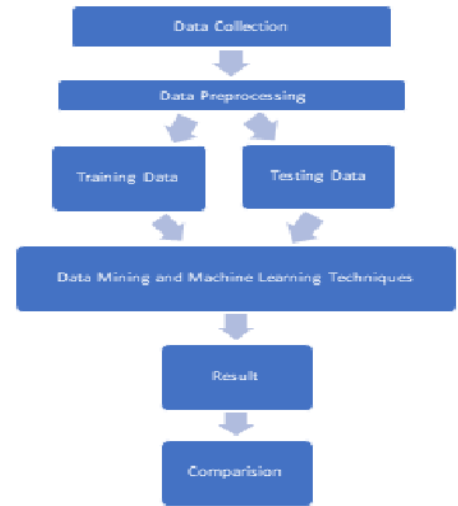 Data Collection
Data Preprocessing
Training Data
Testing Data
Data Mining and Machine Learning Techniques
Result
Comparision